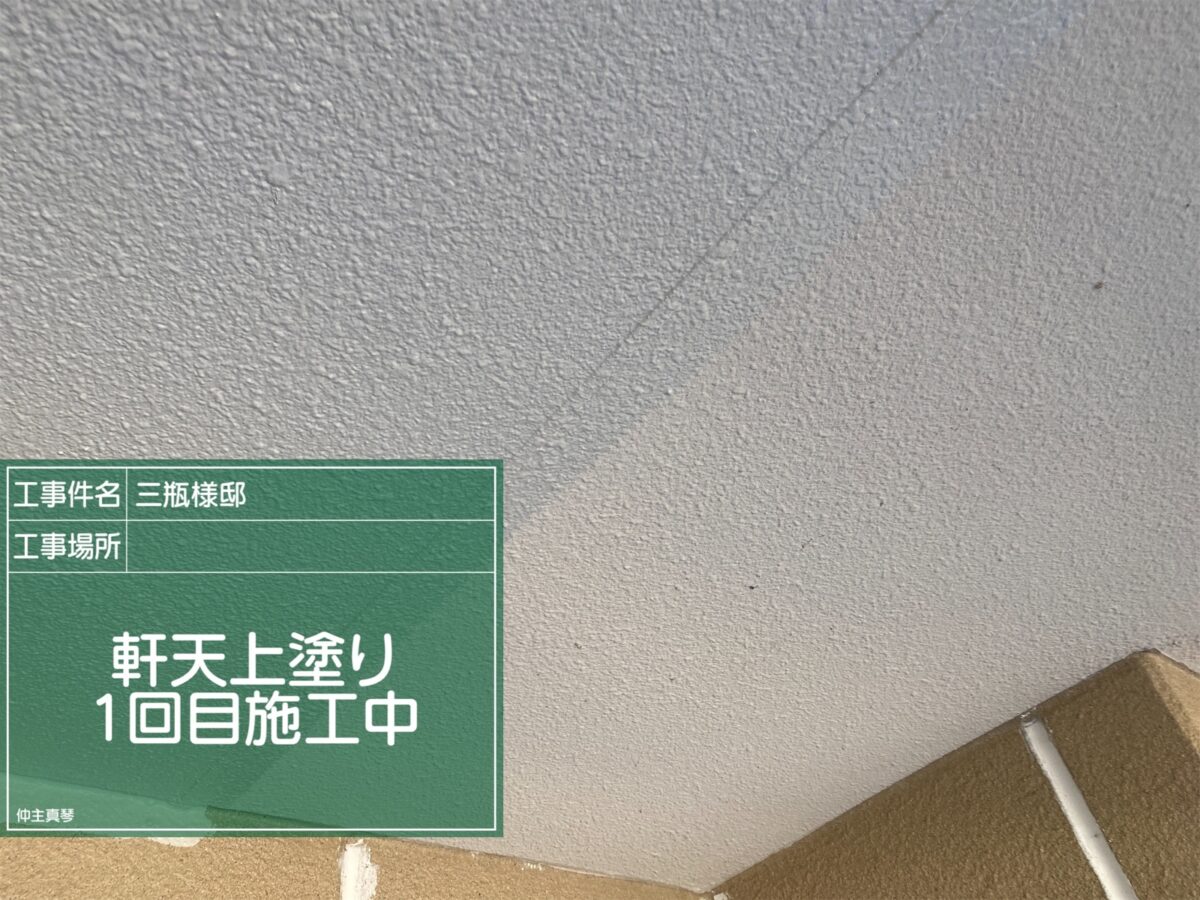 工事件名 三瓶様邸
工事場所
軒天上塗り
1回目施工中
仲主真琴